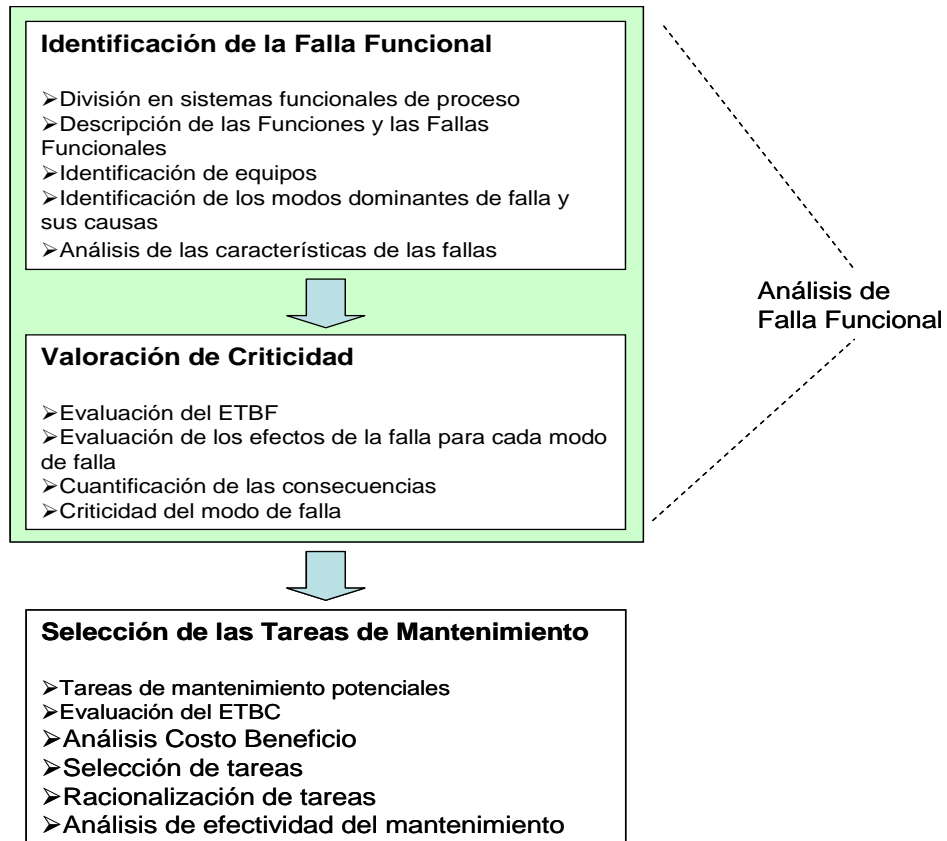 Identificación de la Falla Funcional
➢División en sistemas funcionales de proceso
➢Descripción de las Funciones y las Fallas
Funcionales
➢Identificación de equipos
➢Identificación de los modos dominantes de falla y
sus causas
➢Análisis de las características de las fallas
Valoración de Criticidad
➢Evaluación del ETBF
➢Evaluación de los efectos de la falla para cada modo
de falla
➢Cuantificación de las consecuencias
➢Criticidad del modo de falla
Análisis de
Falla Funcional
Selección de las Tareas de Mantenimiento
➢Tareas de mantenimiento potenciales
➢Evaluación del ETBC
➢Análisis Costo Beneficio
➢Selección de tareas
➢Racionalización de tareas
➢Análisis de efectividad del mantenimiento